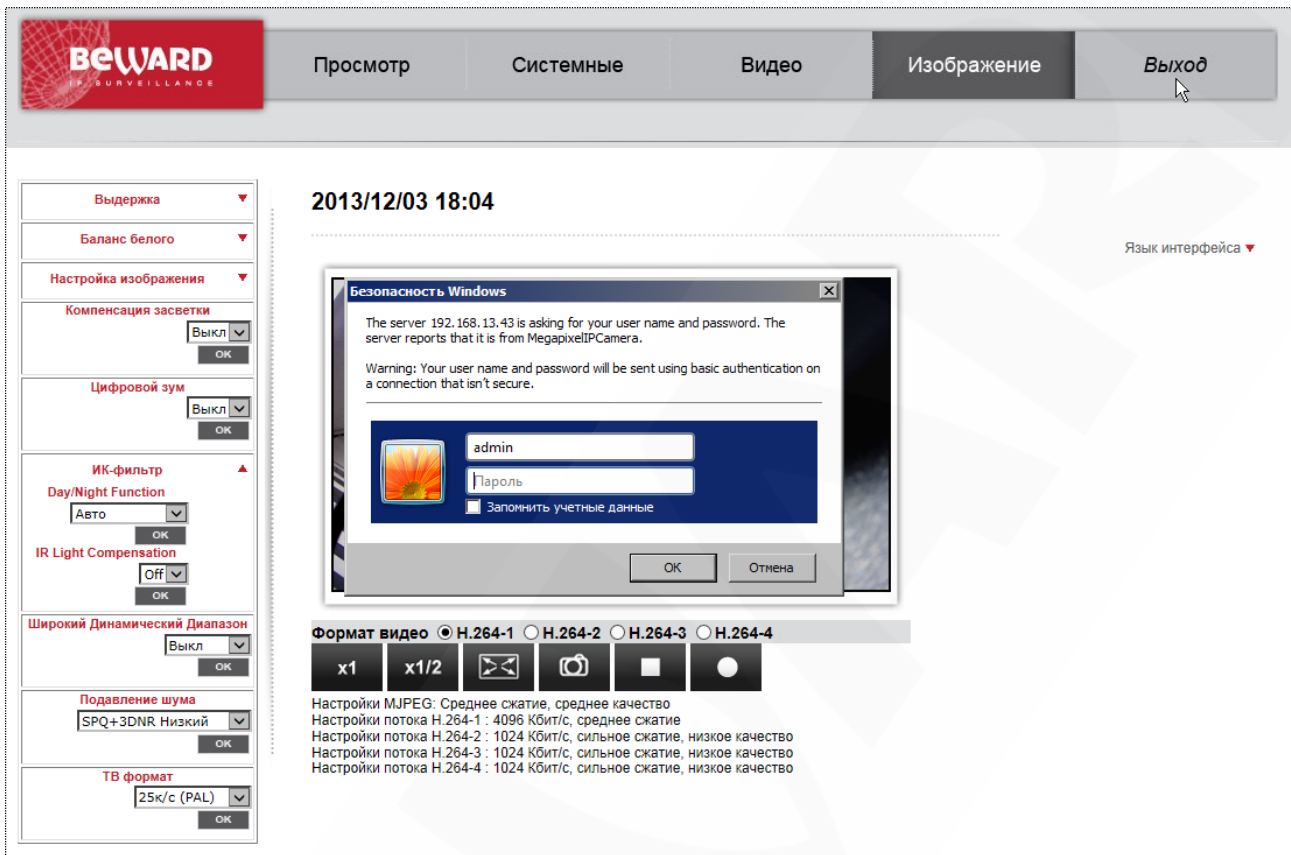 BEWARD
IP SURVEILLANCE
Просмотр
Системные
Видео
Изображение
Выход
Выдержка
Баланс белого
Настройка изображения
Компенсация засветки
Выкл
ОК
Цифровой зум
Выкл
ОК
ИК-фильтр
Day/Night Function
Авто
ОК
IR Light Compensation
Off
ОК
Широкий Динамический Диапазон
Выкл
ОК
Подавление шума
SPQ+3DNR Низкий
ОК
ТВ формат
25к/с (PAL)
ОК
2013/12/03 18:04
Язык интерфейса
Безопасность Windows
The server 192.168.13.43 is asking for your user name and password. The
server reports that it is from MegapixelIPCamera.
Warning: Your user name and password will be sent using basic authentication on
a connection that isn't secure.
admin
Пароль
Запомнить учетные данные
ОК
Отмена
Формат видео H.264-1 H.264-2 H.264-3 H.264-4
x1
x1/2
Настройки MJPEG: Среднее сжатие, среднее качество
Настройки потока H.264-1 : 4096 Кбит/с, среднее сжатие
Настройки потока H.264-2 : 1024 Кбит/с, сильное сжатие, низкое качество
Настройки потока H.264-3 : 1024 Кбит/с, сильное сжатие, низкое качество
Настройки потока H.264-4 : 1024 Кбит/с, сильное сжатие, низкое качество